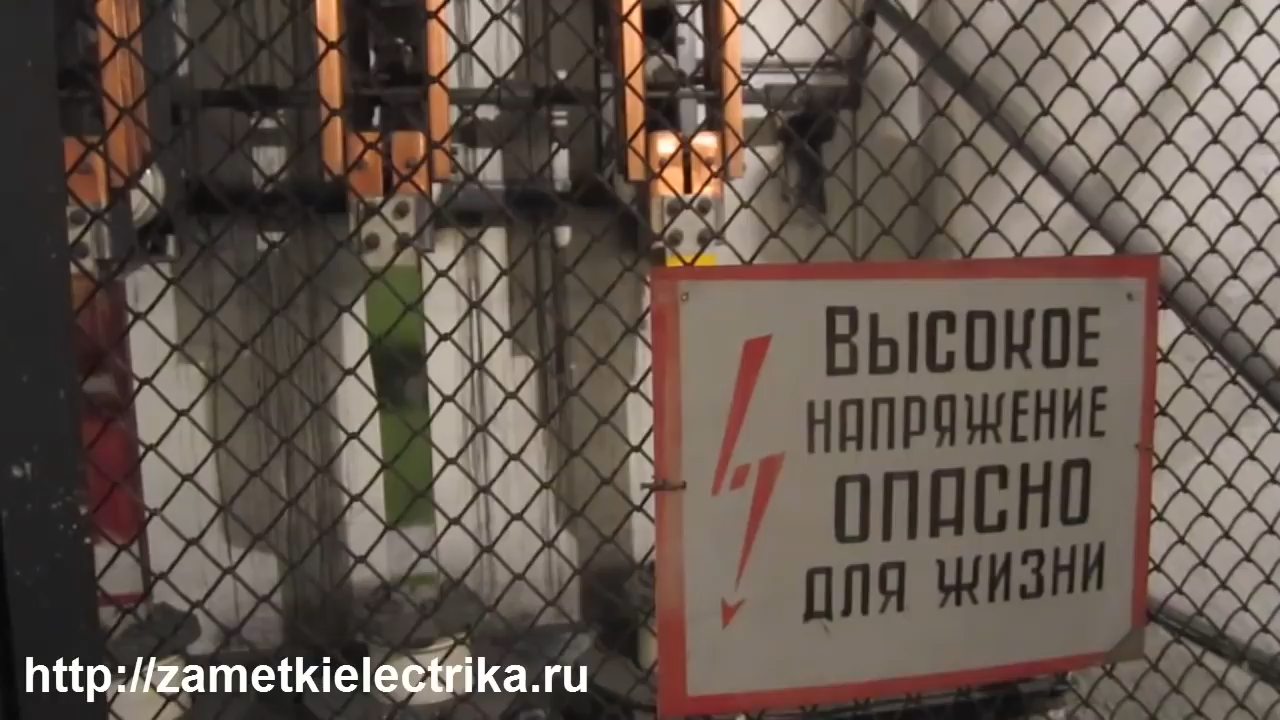 ВЫСОКОЕ
НАПРЯЖЕНИЕ
ОПАСНО
ДЛЯ ЖИЗНИ
http://zametkielectrika.ru